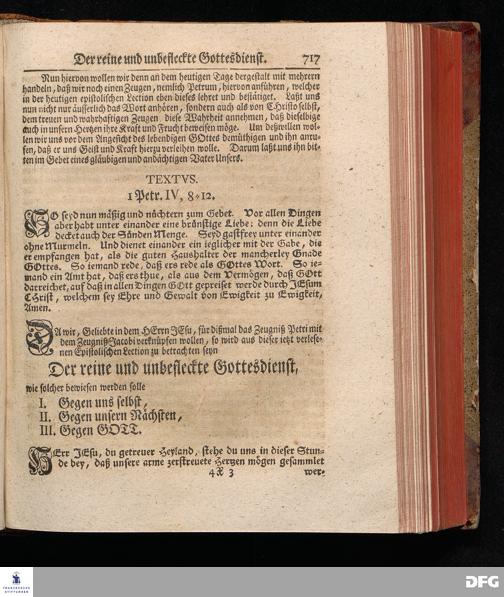 Der reine und unbefleckte Gottesdienst. 717
Nun hiervon wollen wir denn an dem heutigen Tage dergestalt mit mehrern
handeln, daß wir noch einen Zeugen, nemlich Petrum, hiervon anführen, welcher
in der heutigen epistolischen Lection eben dieses lehret und bestätiget. Laßt uns
nun nicht nur äusserlich das Wort anhören, sondern auch als von CHristo selbst,
dem treuen und wahrhaftigen Zeugen diese Wahrheit annehmen, daß dieselbige
auch in unsern Hertzen ihre Kraft und Frucht beweisen möge. Um deßwillen wol-
len wir uns vor dem Angesicht des lebendigen GOttes demüthigen und ihn anru-
fen, daß er uns Geist und Kraft hierzu verleihen wolle. Darum laßt uns ihn bit-
ten im Gebet eines gläubigen und andächtigen Vater Unsers.
TEXTVS.
1 Petr. IV, 8-12.
SO seyd nun mäßig und nüchtern zum Gebet. Vor allen Dingen
aber habt unter einander eine brünstige Liebe: denn die Liebe
decket auch der Sünden Menge. Seyd gastfrey unter einander
ohne Murmeln. Und dienet einander ein ieglicher mit der Gabe, die
er empfangen hat, als die guten Haushalter der mancherley Gnade
GOttes. So iemand rede, daß ers rede als GOttes Wort. So ie-
mand ein Amt hat, daß ers thue, als aus dem Vermögen, daß GOtt
darreichet, auf daß in allen Dingen GOtt gepreiset werde durch JEsum
CHrist, welchem sey Ehre und Gewalt von Ewigkeit zu Ewigkeit,
Amen.
DA wir, Geliebte in dem HErrn JEsu, für dißmal das Zeugniß Petri mit
dem Zeugniß Jacobi verknüpfen wollen, so wird aus dieser ietzt verlese-
nen Epistolischen Lection zu betrachten seyn
Der reine und unbefleckte Gottesdienst,
wie solcher bewiesen werden solle
I. Gegen uns selbst,
II. Gegen unsern Nächsten,
III. Gegen GOTT.
HErr JEsu, du getreuer Heyland, stehe du uns in dieser Stun-
de bey, daß unsere arme zerstreuete Hertzen mögen gesammlet
4X 3 wer-
FRANCKESCHE
STIFTUNGEN
DFG